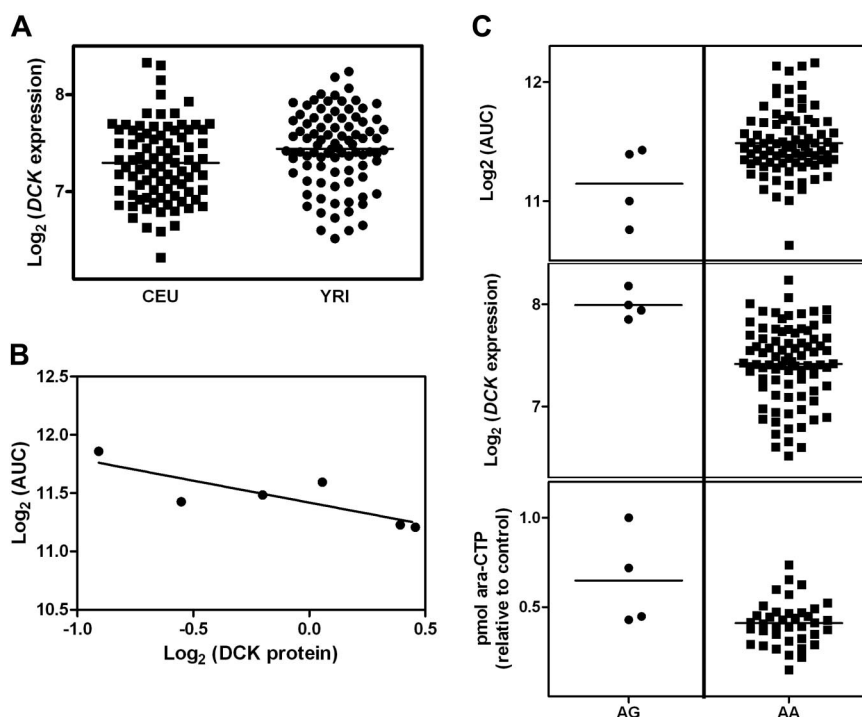 A
Log2 (DCK expression)
8
7
CEU YRI
B
Log2 (AUC)
12.5
12.0
11.5
11.0
10.5
-1.0 -0.5 0.0 0.5
Log2 (DCK protein)
C
Log2 (AUC)
12
11
Log2 (DCK expression)
8
7
pmol ara-CTP
(relative to control)
1.0
0.5
AG AA